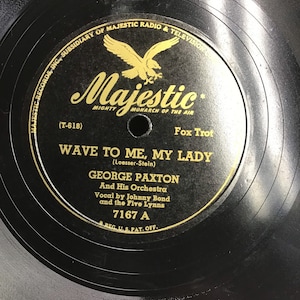 MAJESTIC RECORDS, INC., SUBSIDIARY OF MAJESTIC RADIO & TELEVISION
Majestic
MIGHTY MONARCH OF THE AIR
(T-618)
Fox Trot
WAVE TO ME, MY LADY
(Loesser-Stein)
GEORGE PAXTON
And His Orchestra
Vocal by Johnny Bond
and the Five Lynns
7167 A
REG. U.S. PAT. OFF.